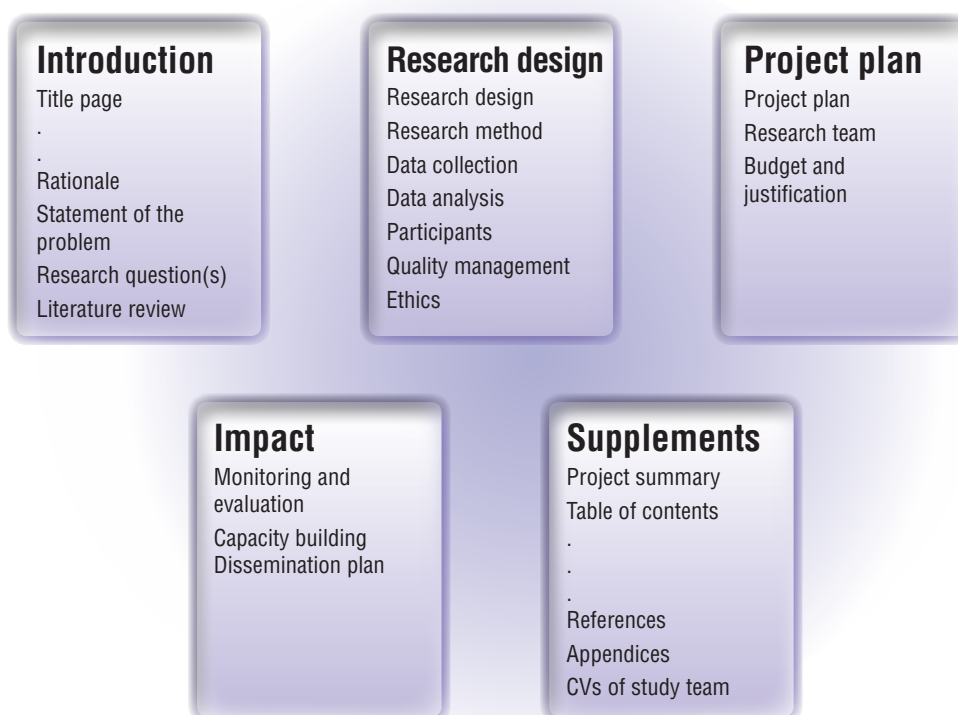 Introduction
Title page
.
.
Rationale
Statement of the
problem
Research question(s)
Literature review
Research design
Research design
Research method
Data collection
Data analysis
Participants
Quality management
Ethics
Project plan
Project plan
Research team
Budget and
justification
Impact
Monitoring and
evaluation
Capacity building
Dissemination plan
Supplements
Project summary
Table of contents
.
.
.
References
Appendices
CVs of study team